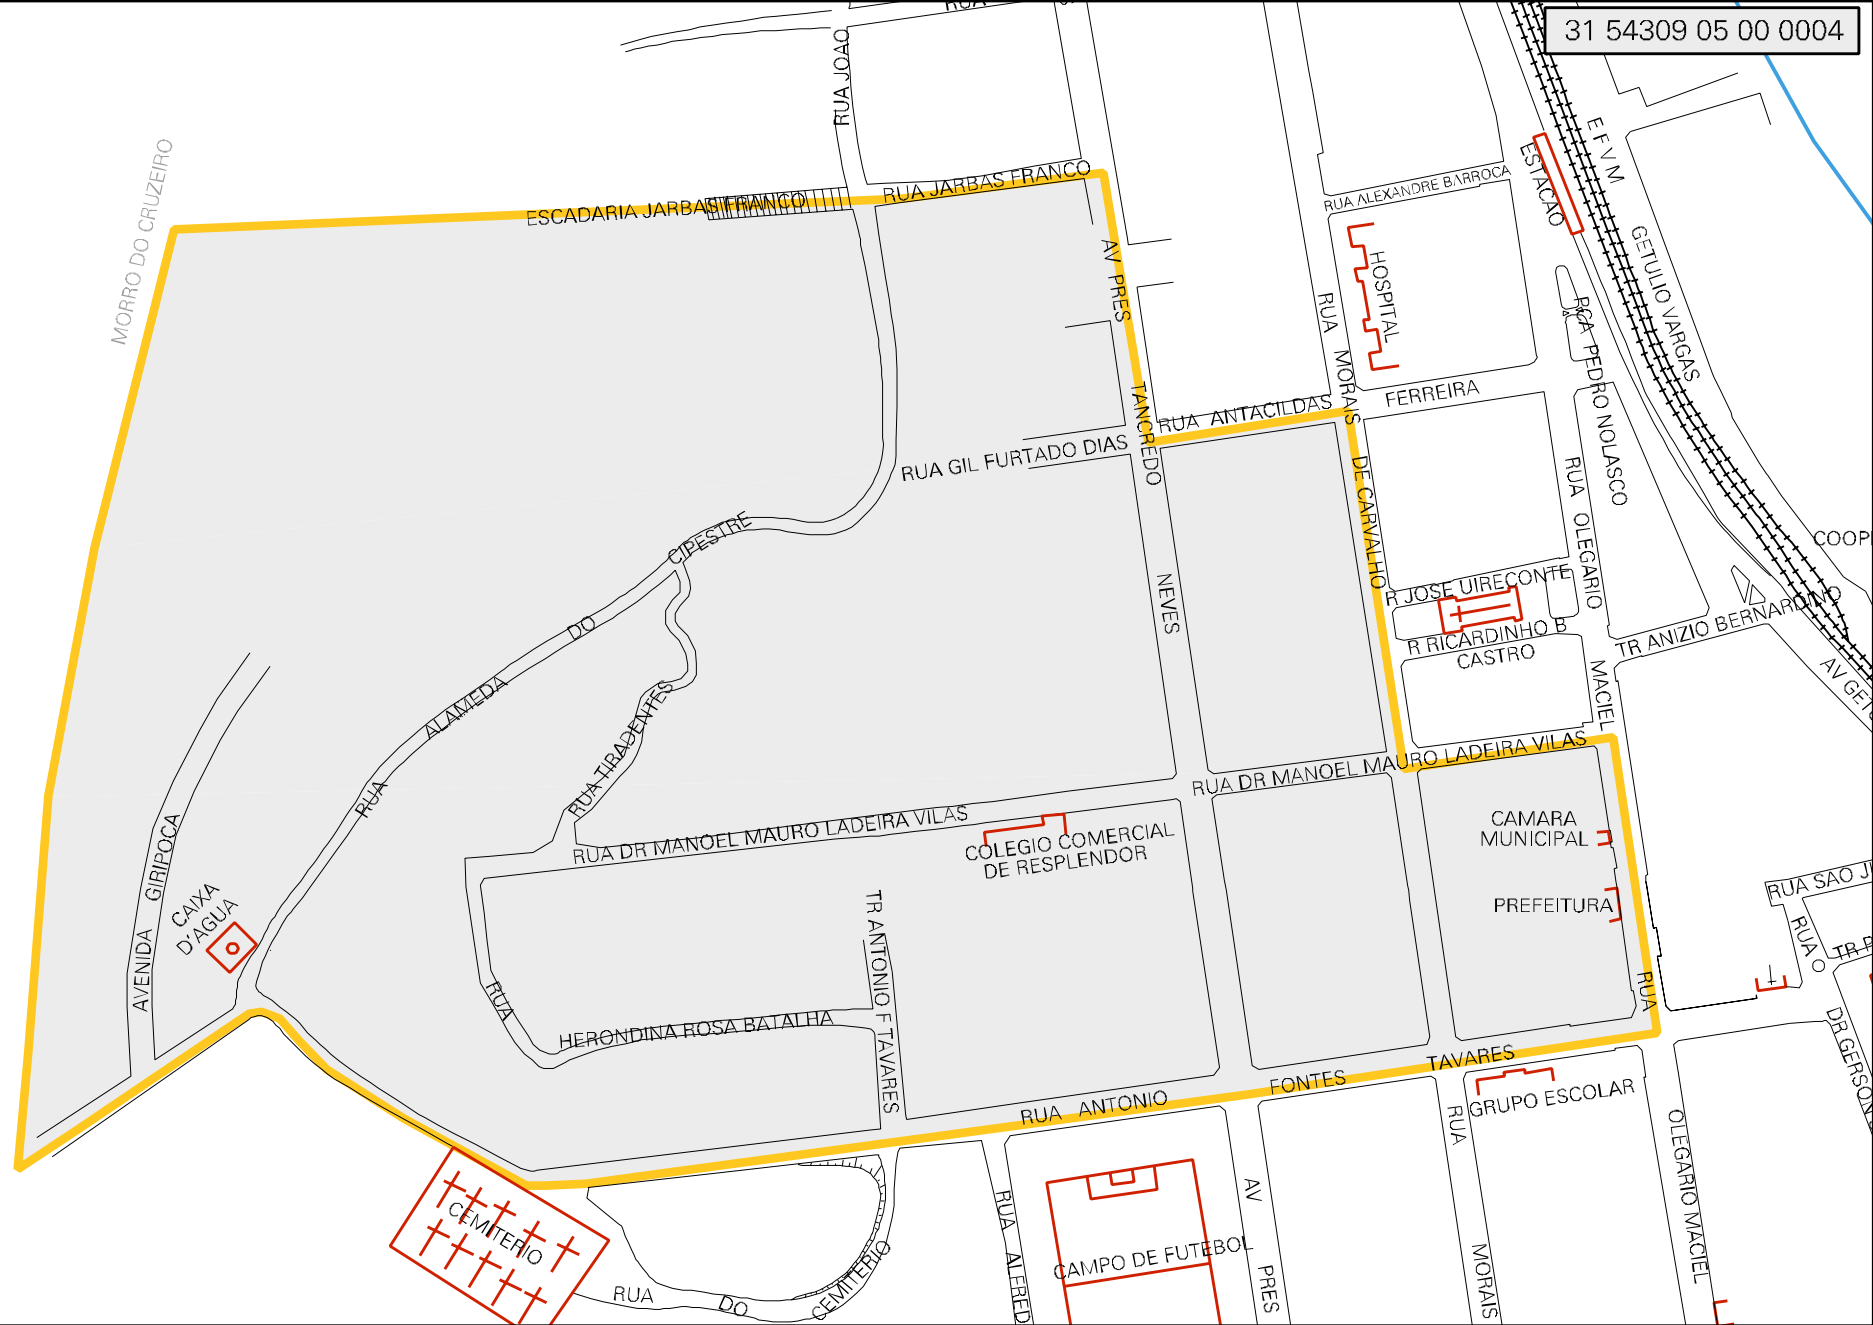 31 54309 05 00 0004
RUA JOAO
MORRO DO CRUZEIRO
ESCADARIA JARBAS FRANCO
RUA JARBAS FRANCO
RUA ALEXANDRE BARROCA
ESTACAO
E F V M
GETULIO VARGAS
HOSPITAL
AV PRES
TANCREDO
NEVES
RUA MORAIS
DE CARVALHO
RUA ANTACILDAS
FERREIRA
PEDRO NOLASCO
RUA GIL FURTADO DIAS
RUA OLEGARIO
MACIEL
COOP
R JOSE UIRECONTE
R RICARDINHO B
CASTRO
TR ANIZIO BERNARDINO
AV GET
CIPESTRE
DO
ALAMEDA
RUA
RUA TIRADENTES
RUA DR MANOEL MAURO LADEIRA VILAS
RUA DR MANOEL MAURO LADEIRA VILAS
COLEGIO COMERCIAL
DE RESPLENDOR
CAMARA
MUNICIPAL
PREFEITURA
AVENIDA GIRIPOCA
CAIXA
D'AGUA
TR ANTONIO F TAVARES
RUA
HERONDINA ROSA BATALHA
RUA SAO J
RUA O
TR P
DR GERSON
RUA
RUA ANTONIO
FONTES
TAVARES
GRUPO ESCOLAR
RUA
MORAIS
OLEGARIO MACIEL
AV
PRES
RUA ALFRED
CAMPO DE FUTEBOL
CEMITERIO
RUA
DO
CEMITERIO